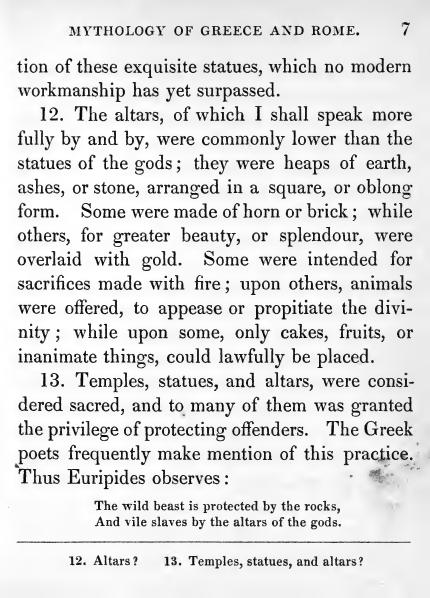 MYTHOLOGY OF GREECE AND ROME. 7
tion of these exquisite statues, which no modern
workmanship has yet surpassed.
12. The altars, of which I shall speak more
fully by and by, were commonly lower than the
statues of the gods; they were heaps of earth,
ashes, or stone, arranged in a square, or oblong
form. Some were made of horn or brick; while
others, for greater beauty, or splendour, were
overlaid with gold. Some were intended for
sacrifices made with fire; upon others, animals
were offered, to appease or propitiate the divi-
nity; while upon some, only cakes, fruits, or
inanimate things, could lawfully be placed.
13. Temples, statues, and altars, were consi-
dered sacred, and to many of them was granted
the privilege of protecting offenders. The Greek
poets frequently make mention of this practice.
Thus Euripides observes:
The wild beast is protected by the rocks,
And vile slaves by the altars of the gods.
12. Altars? 13. Temples, statues, and altars?